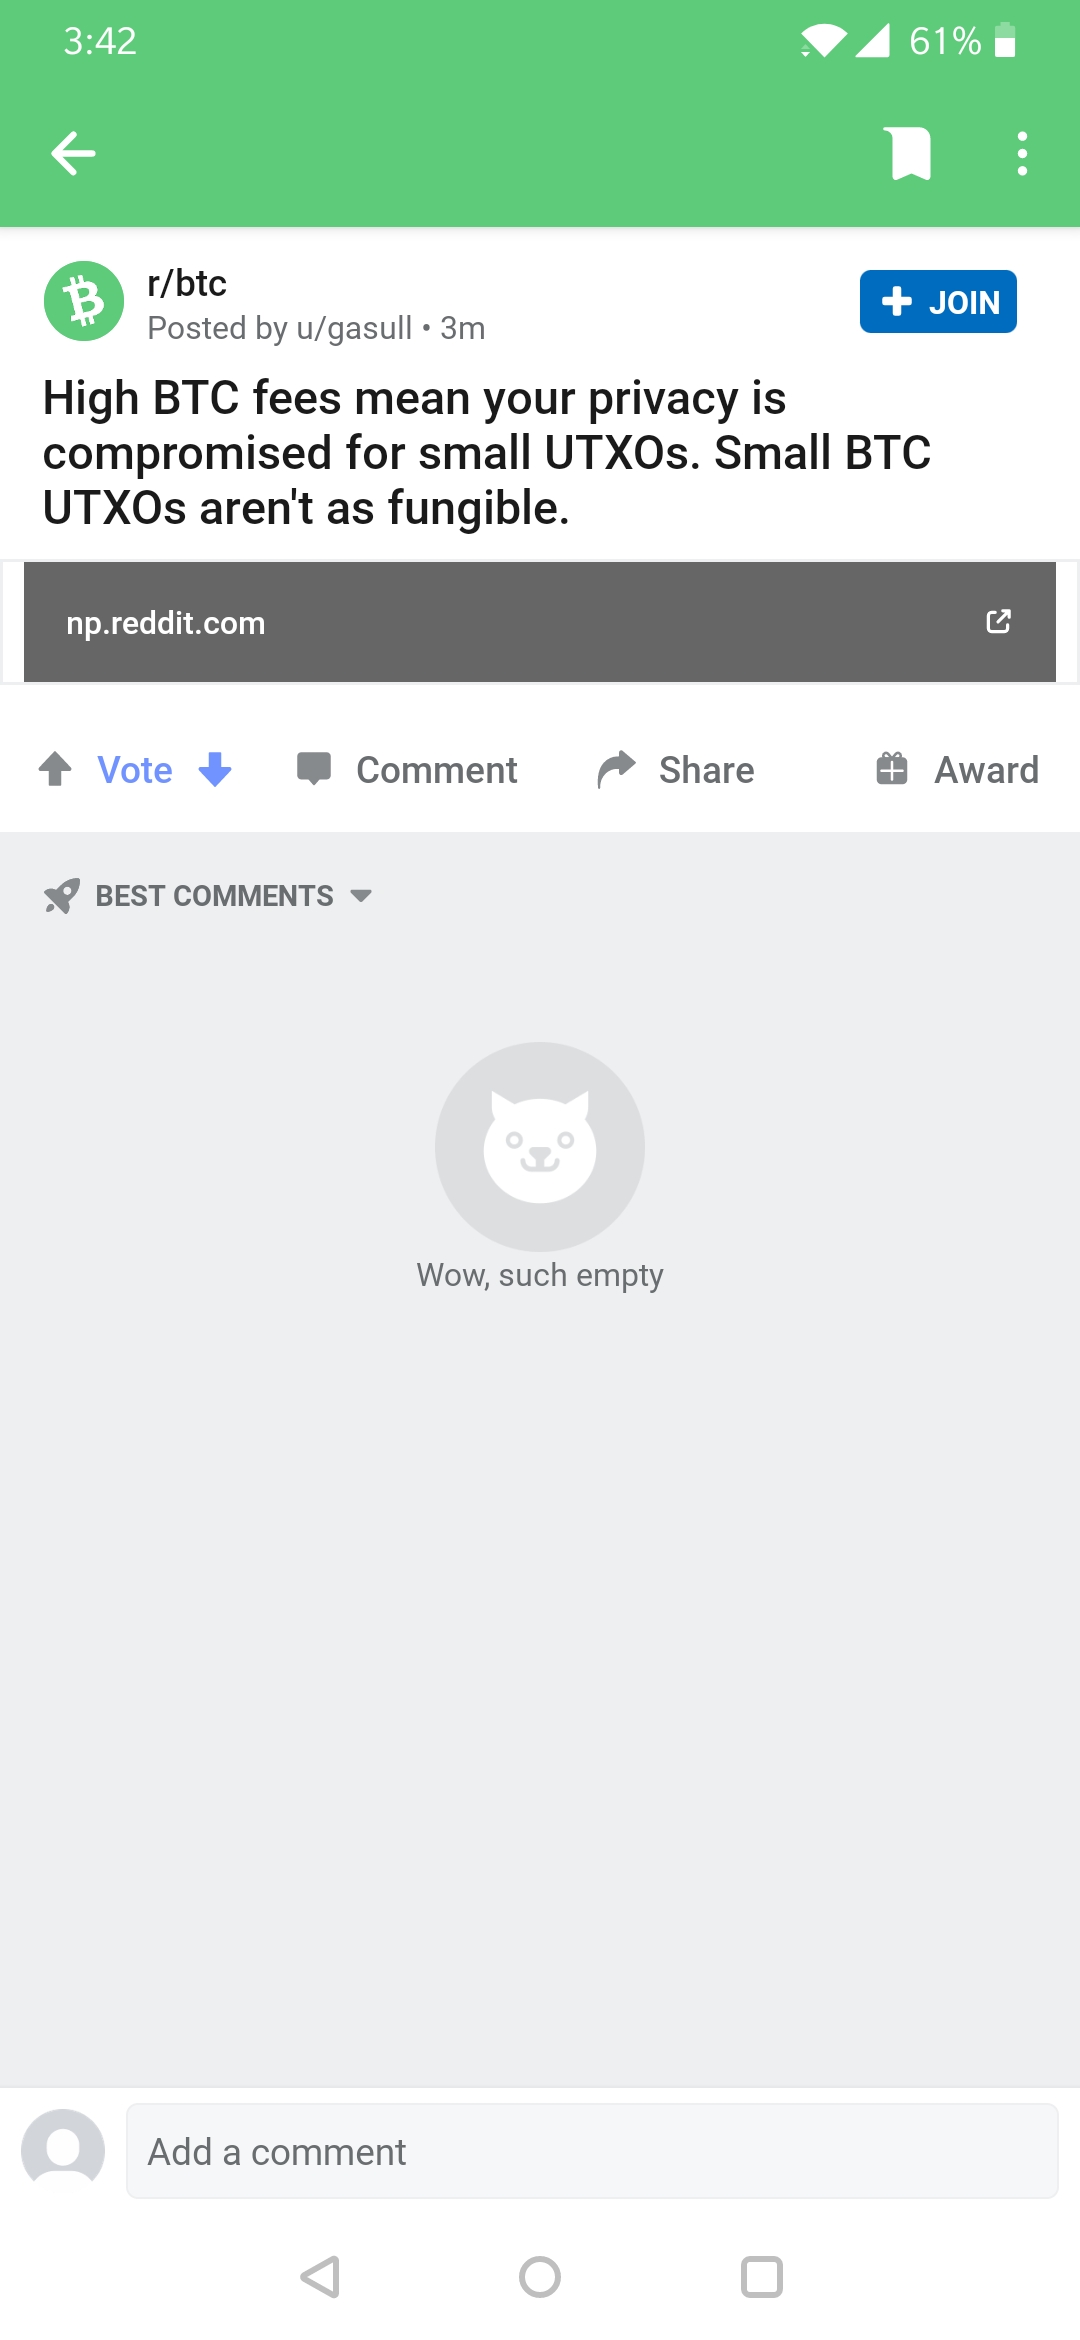 3:42
61%
r/btc
Posted by u/gasull • 3m
JOIN
High BTC fees mean your privacy is
compromised for small UTXOs. Small BTC
UTXOs aren't as fungible.
np.reddit.com
Vote
Comment
Share
Award
BEST COMMENTS
Wow, such empty
Add a comment